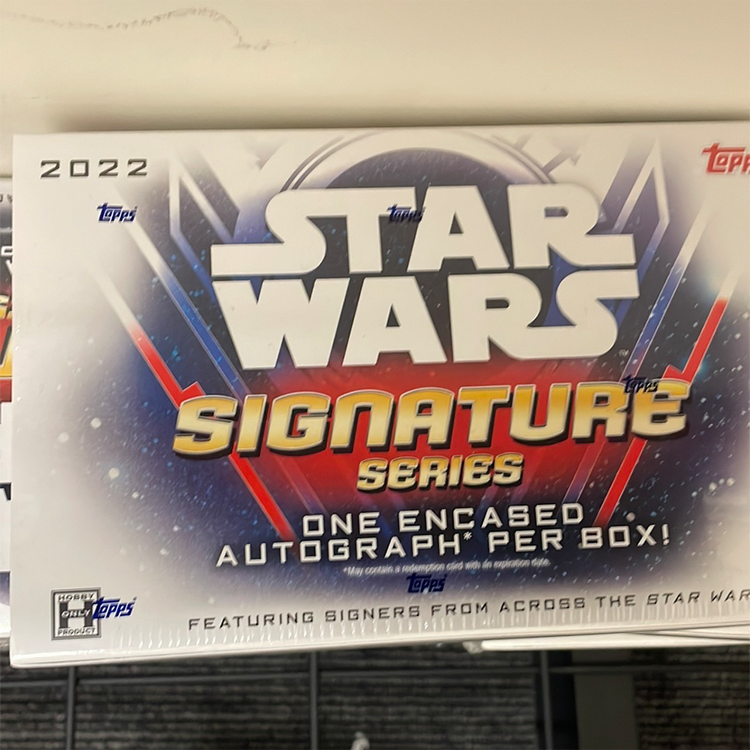 2022
Topps
Topps
Topps
STAR
WARS
Topps
SIGNATURE
SERIES
ONE ENCASED
AUTOGRAPH* PER BOX!
*May contain a redemption card with an expiration date.
Topps
HOBBY
ONLY
PRODUCT
Topps
FEATURING SIGNERS FROM ACROSS THE STAR WAR